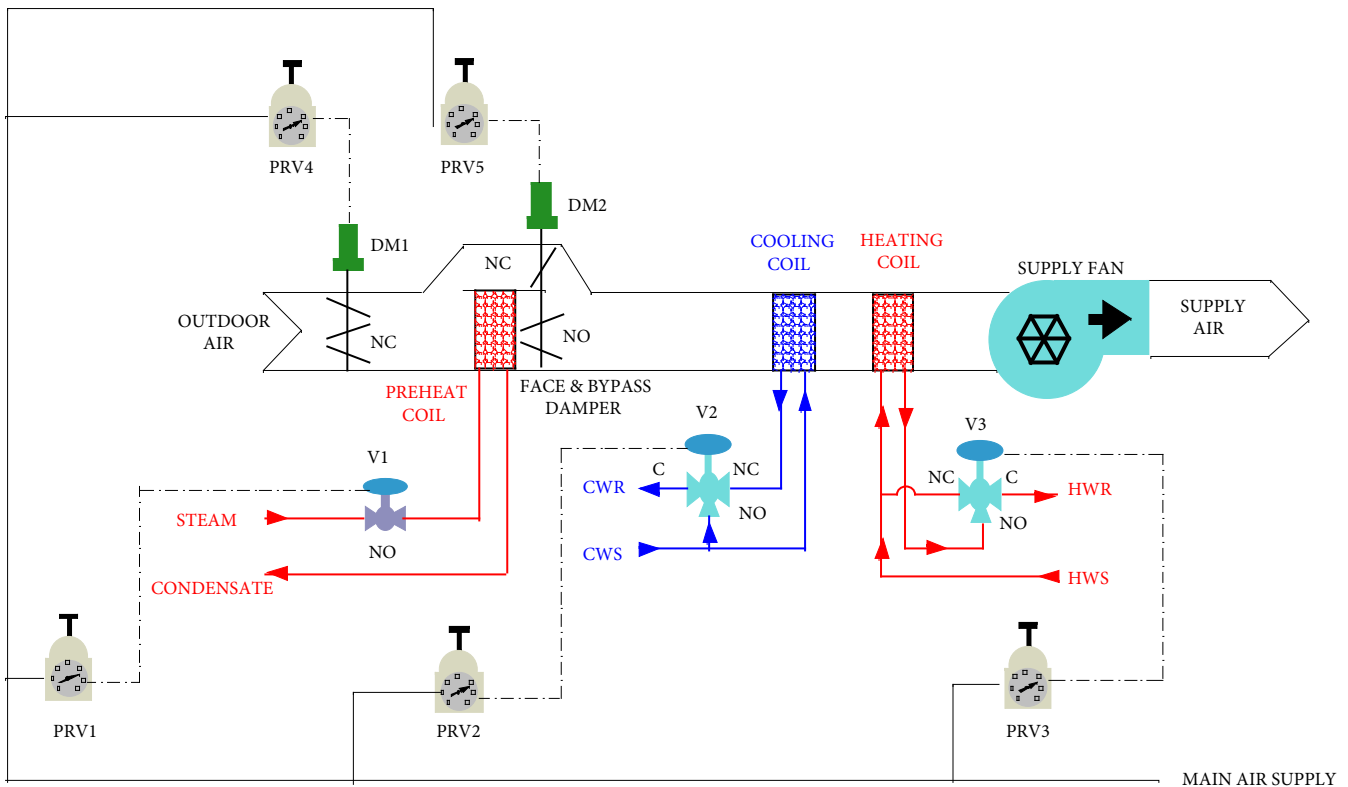 PRV4
PRV5
DM2
DM1
NC
COOLING
COIL
HEATING
COIL
SUPPLY FAN
OUTDOOR
AIR
NC
NO
SUPPLY
AIR
PREHEAT
COIL
FACE & BYPASS
DAMPER
V1
V2
V3
C
NC
NC
C
CWR
HWR
STEAM
NO
NO
NO
CWS
CONDENSATE
HWS
PRV1
PRV2
PRV3
MAIN AIR SUPPLY